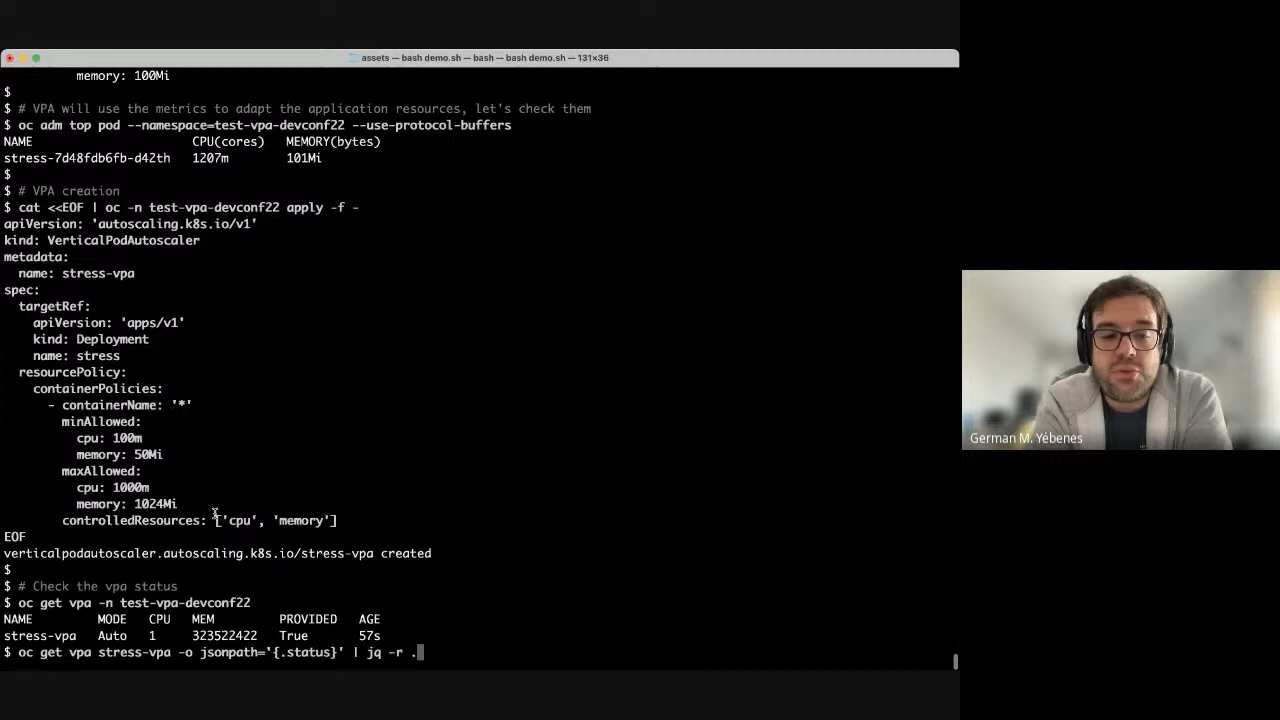 assets — bash demo.sh — bash — bash demo.sh — 131×36
memory: 100Mi
$
$ # VPA will use the metrics to adapt the application resources, let's check them
$ oc adm top pod --namespace=test-vpa-devconf22 --use-protocol-buffers
NAME CPU(cores) MEMORY(bytes)
stress-7d48fdb6fb-d42th 1207m 101Mi
$
$ # VPA creation
$ cat <<EOF | oc -n test-vpa-devconf22 apply -f -
apiVersion: 'autoscaling.k8s.io/v1'
kind: VerticalPodAutoscaler
metadata:
name: stress-vpa
spec:
targetRef:
apiVersion: 'apps/v1'
kind: Deployment
name: stress
resourcePolicy:
containerPolicies:
- containerName: '*'
minAllowed:
cpu: 100m
memory: 50Mi
maxAllowed:
cpu: 1000m
memory: 1024Mi
controlledResources: ['cpu', 'memory']
EOF
verticalpodautoscaler.autoscaling.k8s.io/stress-vpa created
$
$ # Check the vpa status
$ oc get vpa -n test-vpa-devconf22
NAME MODE CPU MEM PROVIDED AGE
stress-vpa Auto 1 323522422 True 57s
$ oc get vpa stress-vpa -o jsonpath='{.status}' | jq -r .
German M. Yébenes